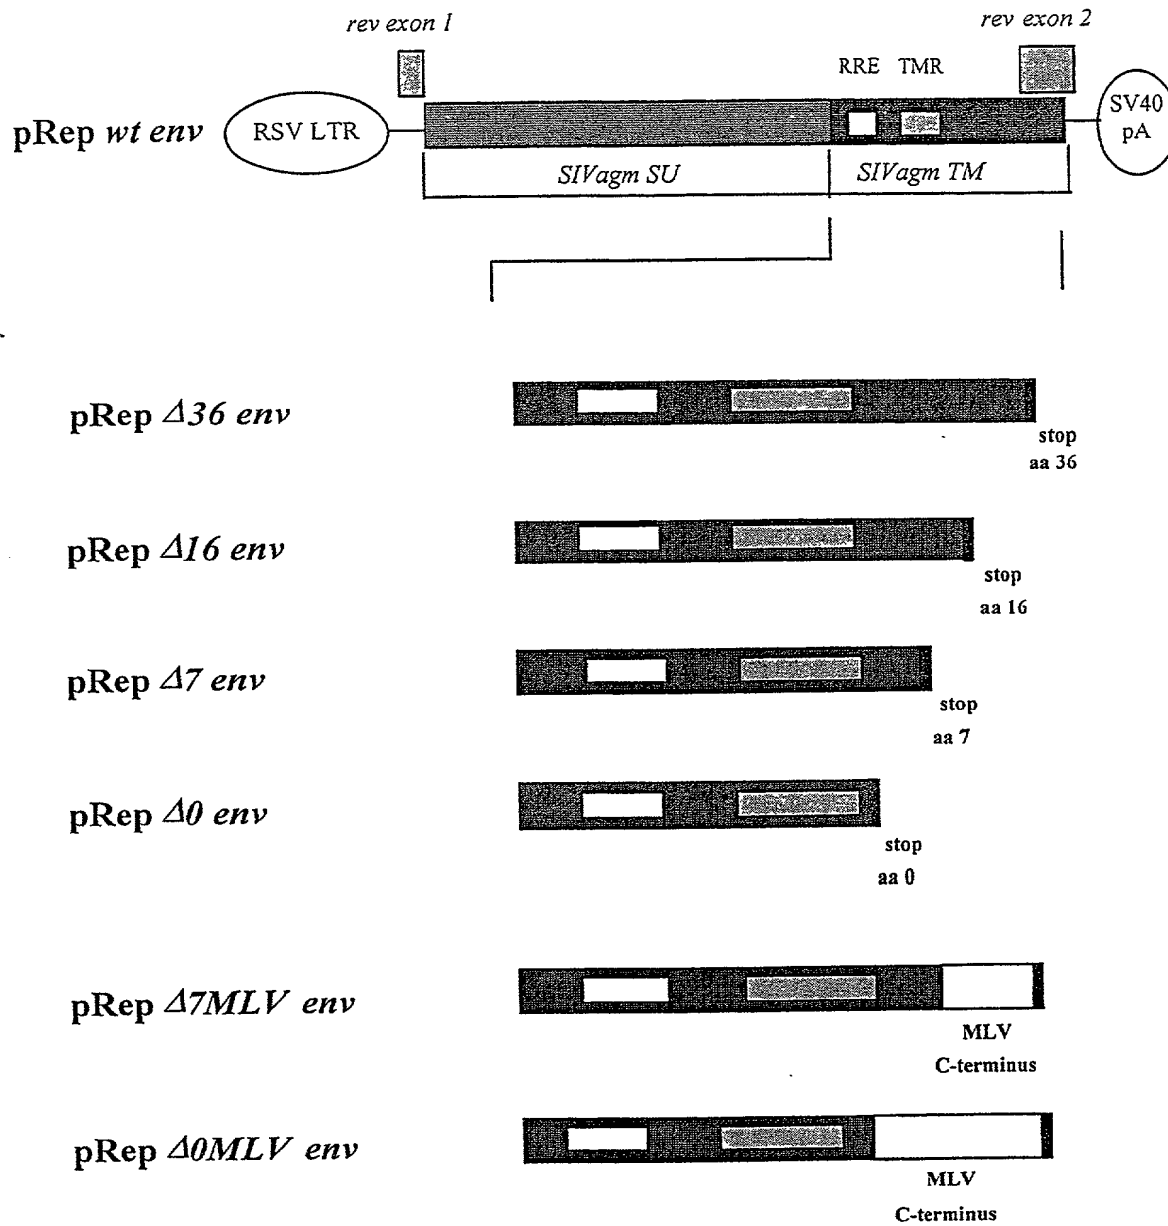 rev exon 1
rev exon 2
RRE TMR
pRep wt env
RSV LTR
SV40
pA
SIVagm SU
SIVagm TM
pRep Δ36 env
stop
aa 36
pRep Δ16 env
stop
aa 16
pRep Δ7 env
stop
aa 7
pRep Δ0 env
stop
aa 0
pRep Δ7MLV env
MLV
C-terminus
pRep Δ0MLV env
MLV
C-terminus